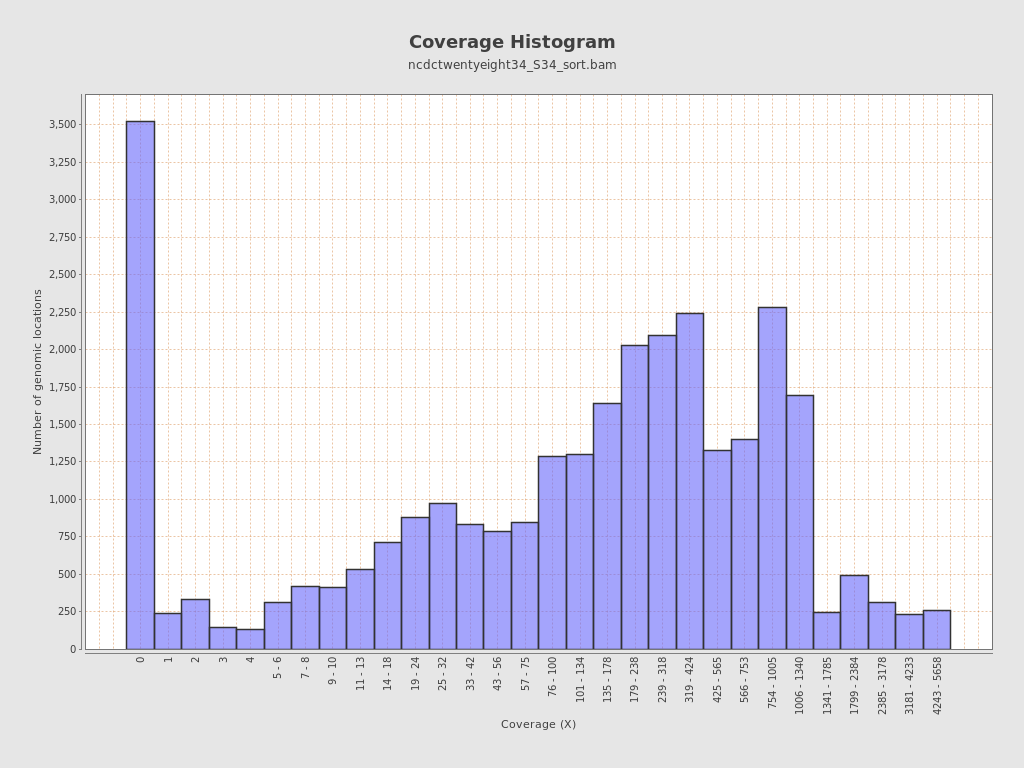 Coverage Histogram
ncdctwentyeight34_S34_sort.bam
Number of genomic locations
3,500
3,250
3,000
2,750
2,500
2,250
2,000
1,750
1,500
1,250
1,000
750
500
250
0
0
1
2
3
4
5 - 6
7 - 8
9 - 10
11 - 13
14 - 18
19 - 24
25 - 32
33 - 42
43 - 56
57 - 75
76 - 100
101 - 134
135 - 178
179 - 238
239 - 318
319 - 424
425 - 565
566 - 753
754 - 1005
1006 - 1340
1341 - 1785
1799 - 2384
2385 - 3178
3181 - 4233
4243 - 5658
Coverage (X)